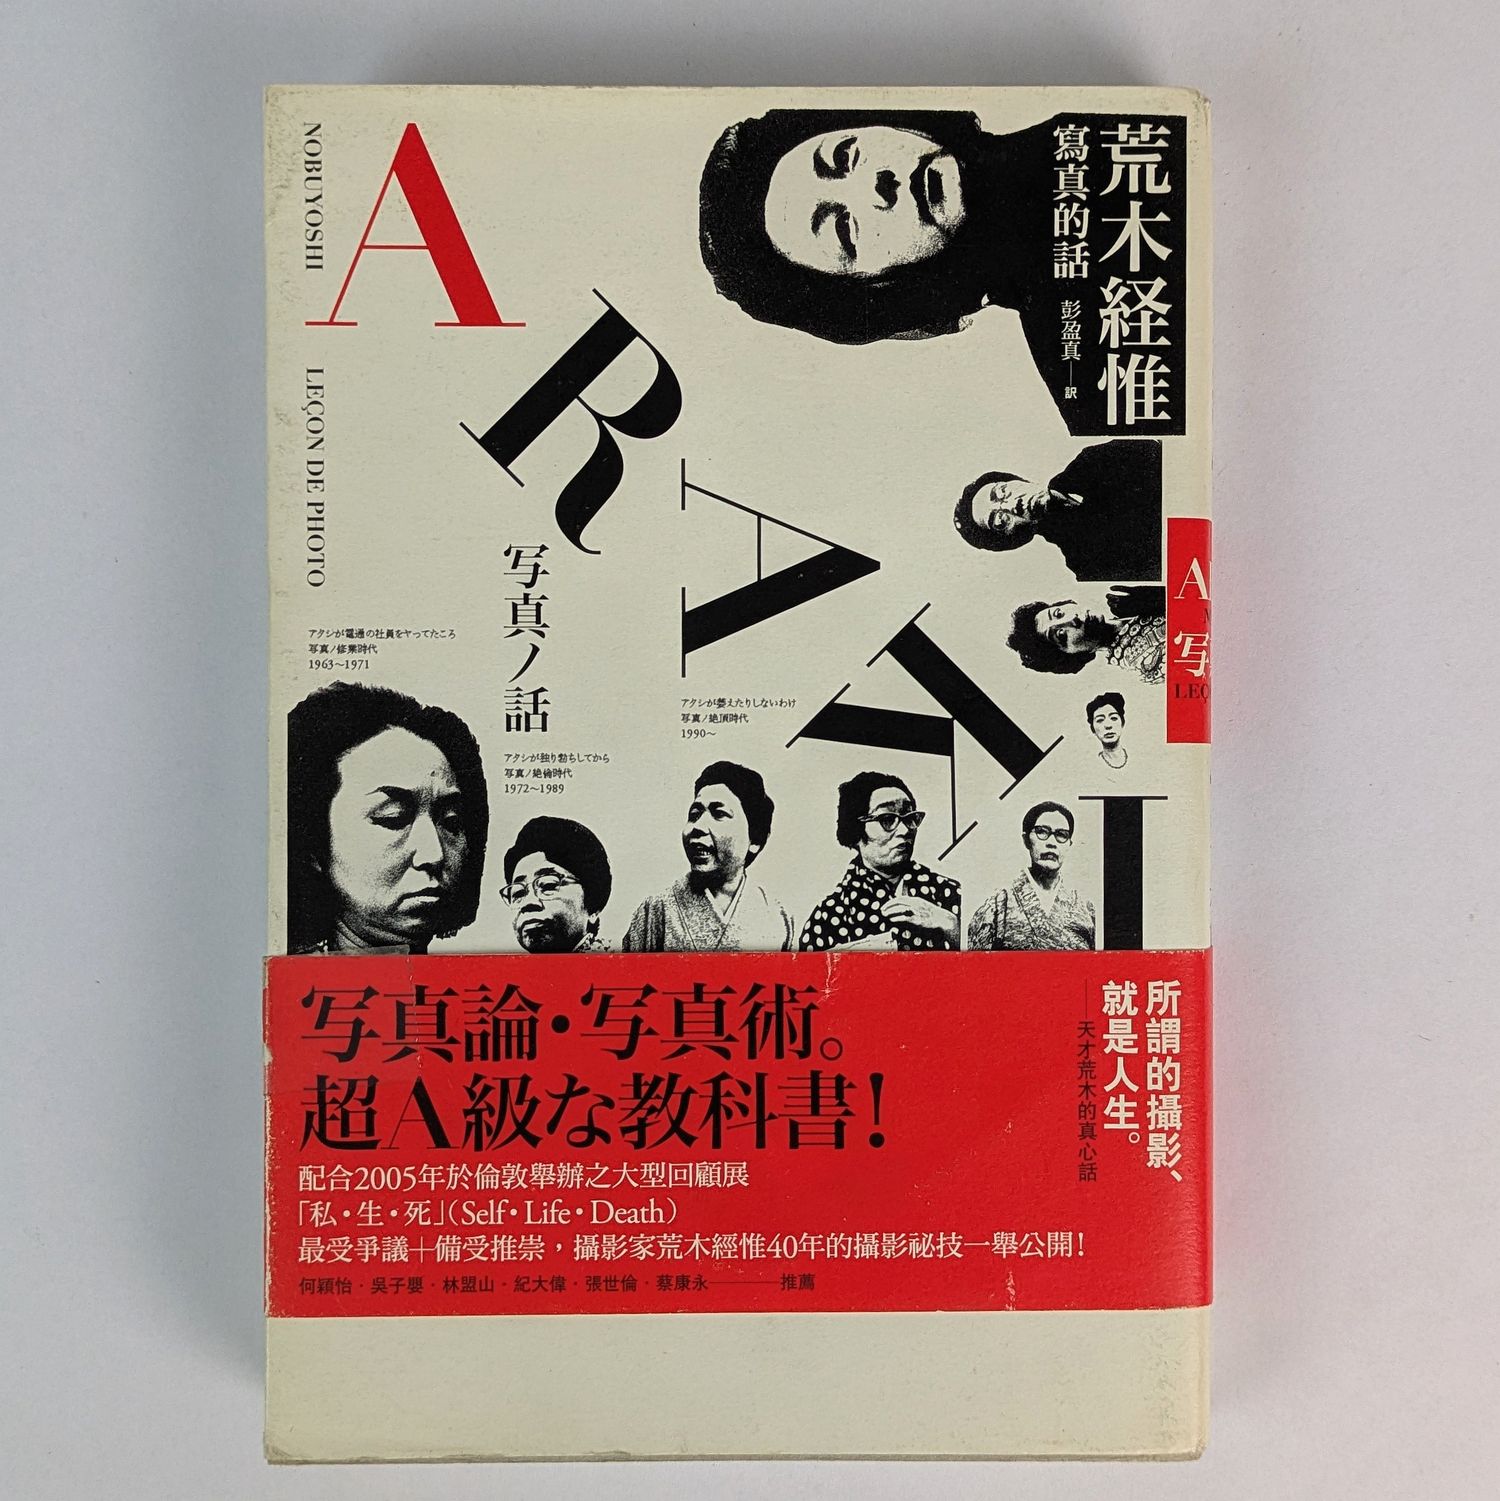 荒木経惟
寫真的話
彭盈真—訳
NOBUYOSHI
LEÇON DE PHOTO
ARAKI
写真ノ話
アタシが電通の社員をヤってたころ
写真ノ修業時代
1963〜1971
アタシが独り勃ちしてから
写真ノ絶倫時代
1972〜1989
アタシが萎えたりしないわけ
写真ノ絶頂時代
1990〜
A
写
LEÇ
所謂的攝影、
就是人生。
——天才荒木的真心話
写真論・写真術。
超A級な教科書！
配合2005年於倫敦舉辦之大型回顧展
「私・生・死」（Self・Life・Death）
最受爭議＋備受推崇，攝影家荒木經惟40年的攝影祕技一舉公開！
何穎怡・吳子嬰・林盟山・紀大偉・張世倫・蔡康永———推薦